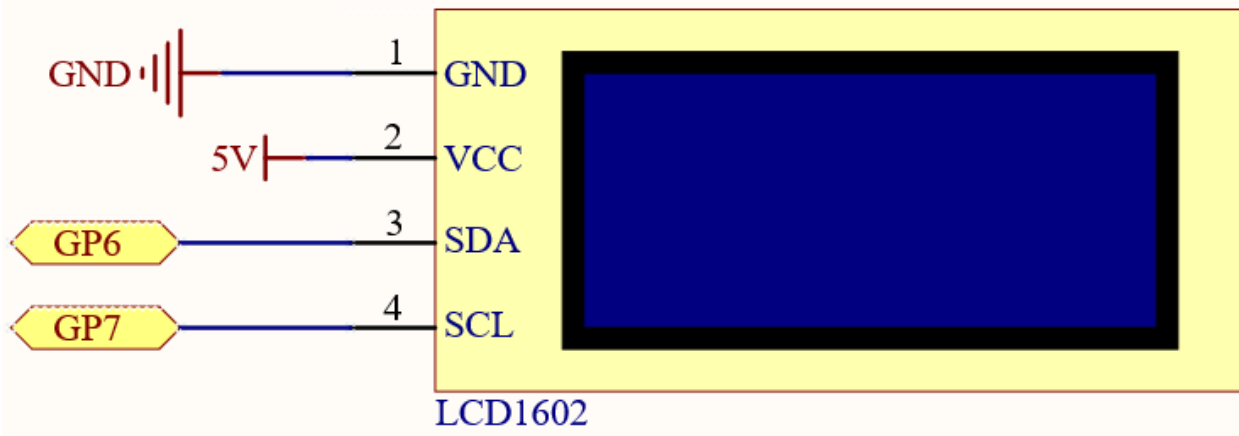 GND 1 GND
5V 2 VCC
GP6 3 SDA
GP7 4 SCL
LCD1602